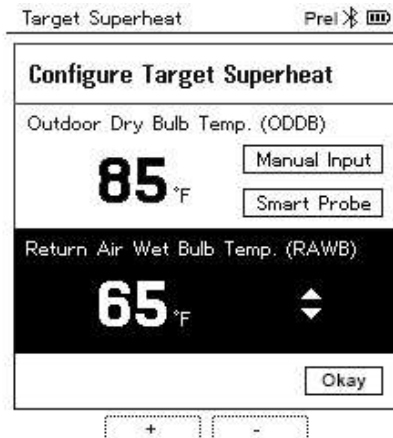 Target Superheat Prel
Configure Target Superheat
Outdoor Dry Bulb Temp. (ODDB)
85 °F
Manual Input
Smart Probe
Return Air Wet Bulb Temp. (RAWB)
65 °F
Okay
+ -